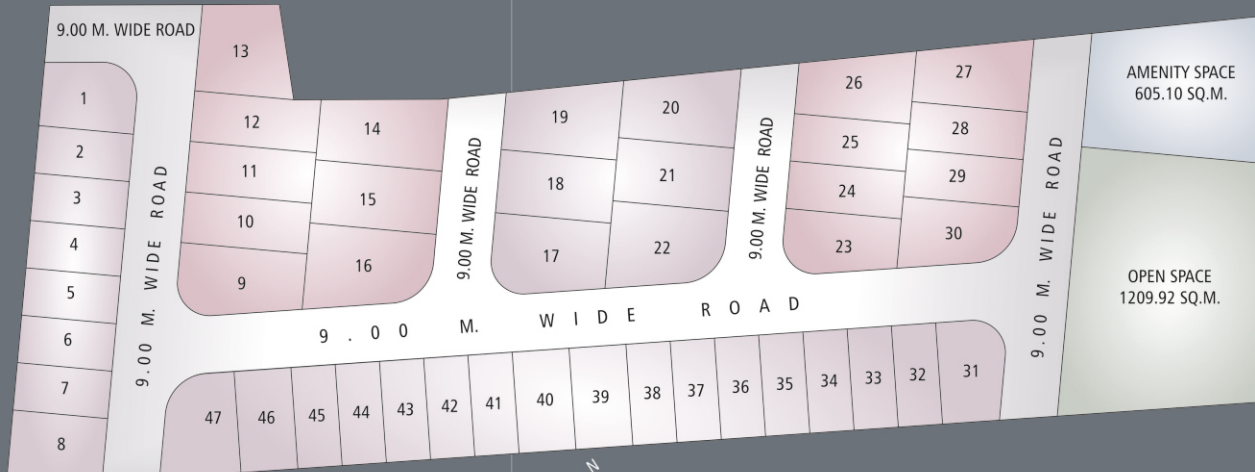 9.00 M. WIDE ROAD
1
2
3
4
5
6
7
8
9.00 M. WIDE ROAD
13
12
11
10
9
14
15
16
9.00 M. WIDE ROAD
19
18
17
20
21
22
9.00 M. WIDE ROAD
26
25
24
23
27
28
29
30
9.00 M. WIDE ROAD
AMENITY SPACE
605.10 SQ.M.
OPEN SPACE
1209.92 SQ.M.
9.00 M. WIDE ROAD
47 46 45 44 43 42 41 40 39 38 37 36 35 34 33 32 31
N